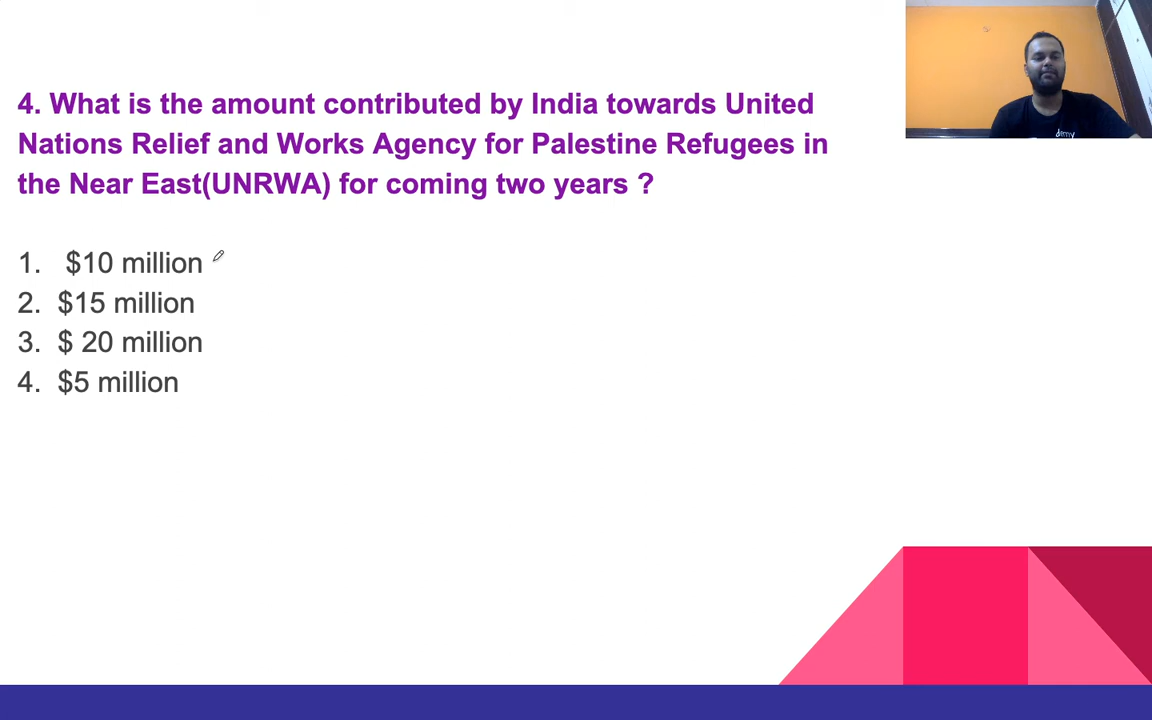 4. What is the amount contributed by India towards United
Nations Relief and Works Agency for Palestine Refugees in
the Near East(UNRWA) for coming two years ?
1. $10 million
2. $15 million
3. $ 20 million
4. $5 million